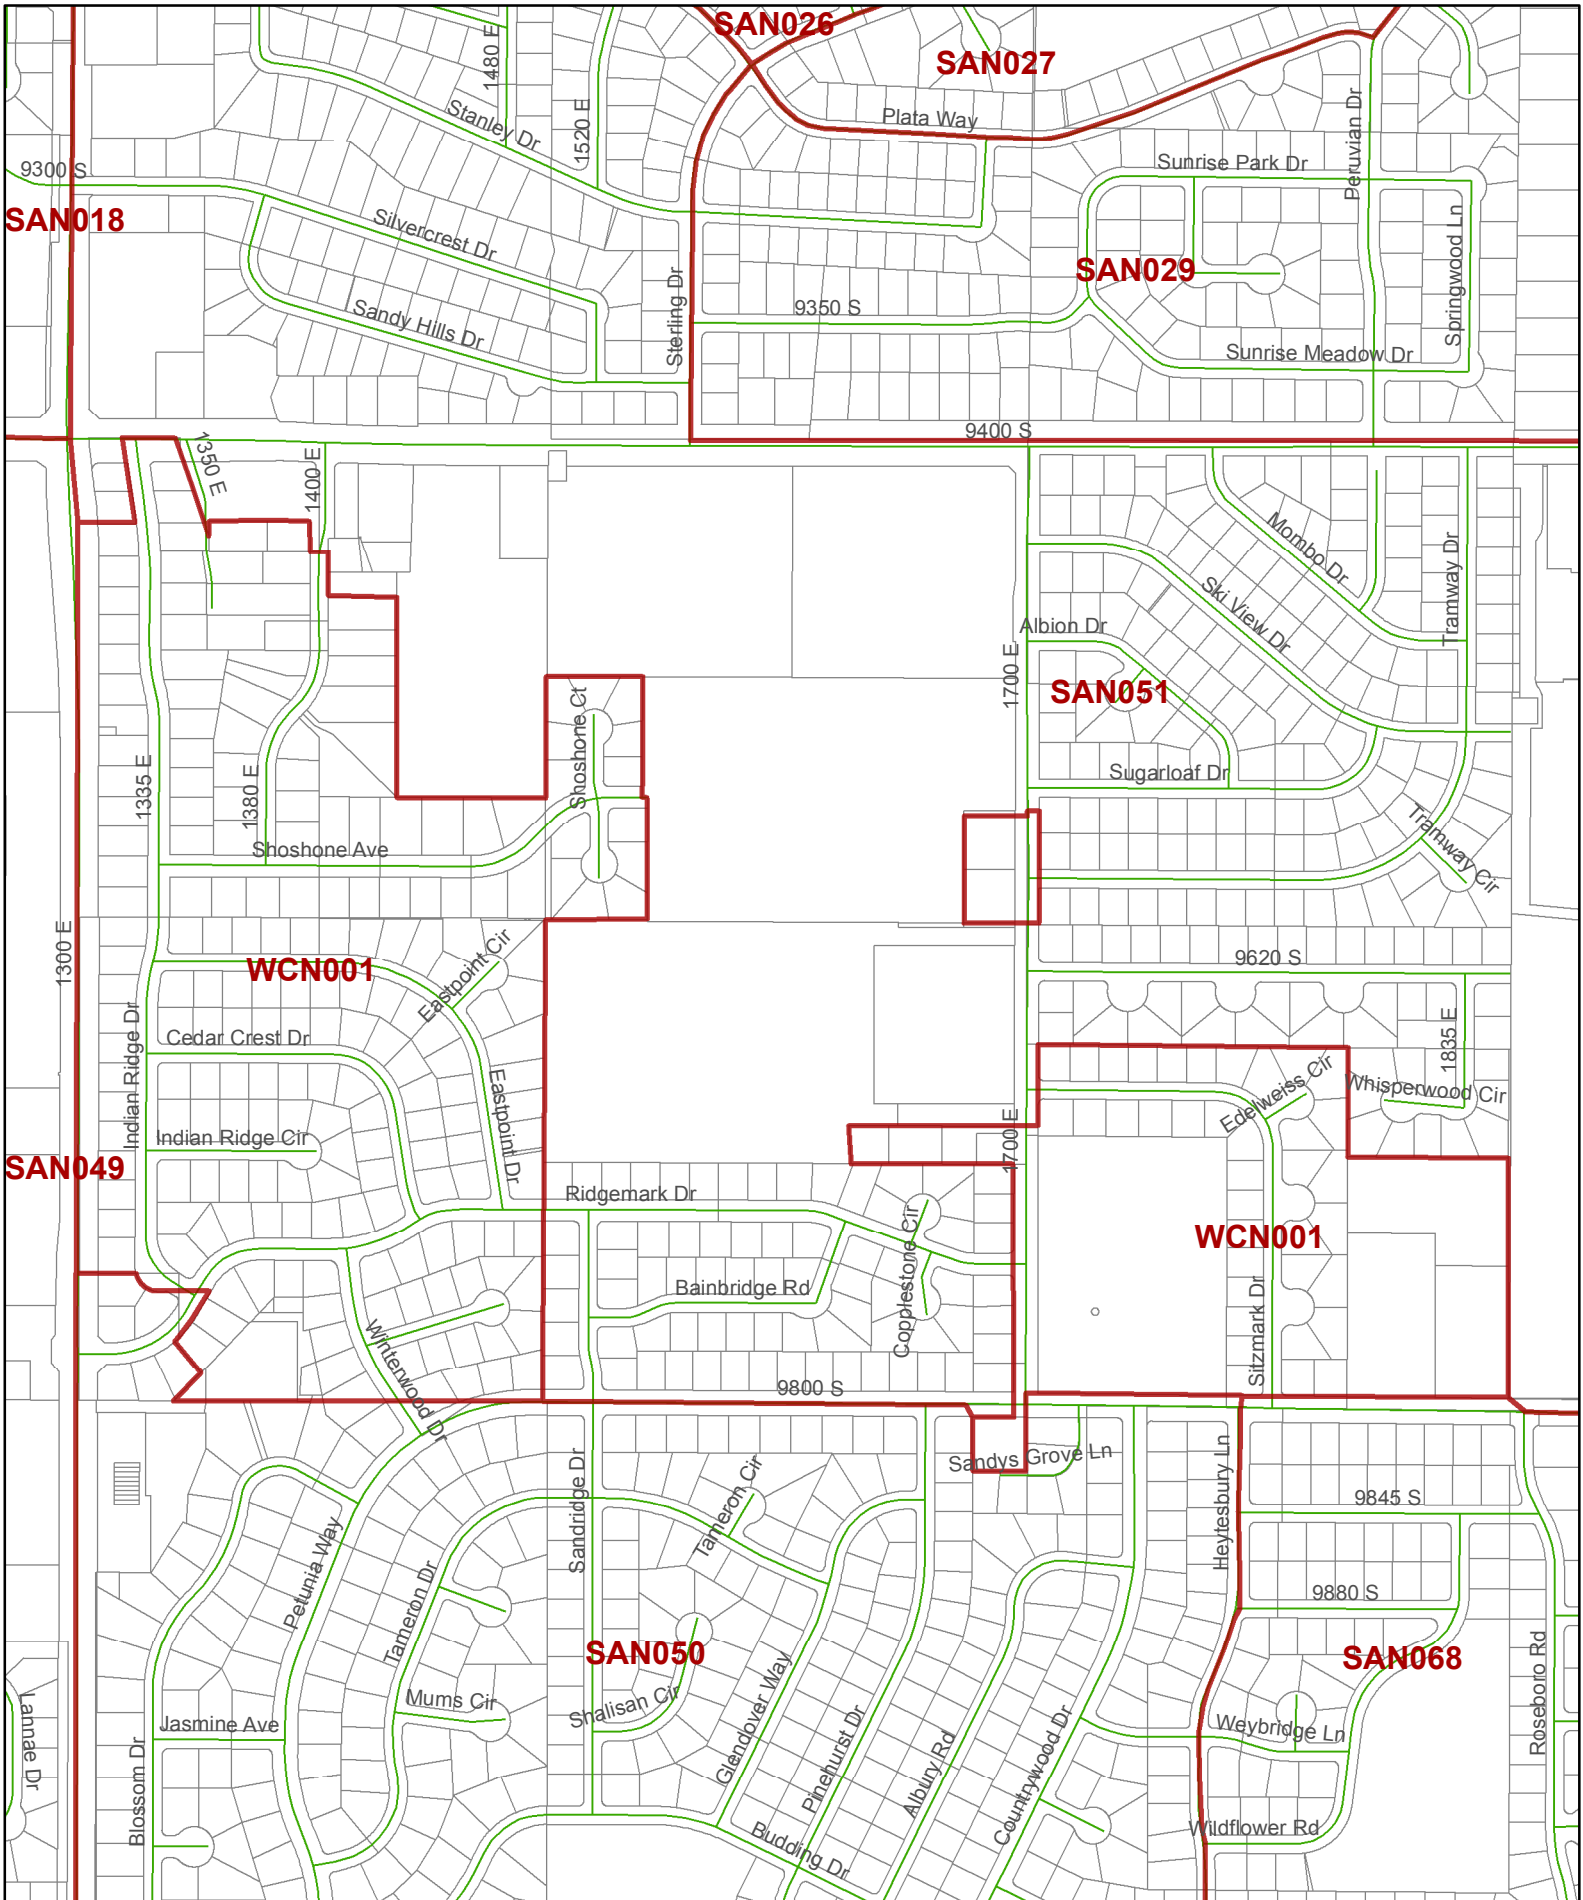 SAN026
SAN027
1480 E
Stanley Dr
1520 E
Plata Way
Peruvian Dr
9300 S
Sunrise Park Dr
SAN018
Silvercrest Dr
Springwood Ln
SAN029
Sandy Hills Dr
Sterling Dr
9350 S
Sunrise Meadow Dr
9400 S
1350 E
1400 E
Mombo Dr
Tramway Dr
Ski View Dr
Albion Dr
1700 E
SAN051
Shoshone Ct
1335 E
1380 E
Sugarloaf Dr
Shoshone Ave
Tramway Cir
1300 E
WCN001
Eastpoint Cir
9620 S
Indian Ridge Dr
Cedar Crest Dr
1835 E
Eastpoint Dr
Edelweiss Cir
Whisperwood Cir
Indian Ridge Cir
1700 E
SAN049
Ridgemark Dr
Copplestone Cir
WCN001
Bainbridge Rd
Sitzmark Dr
Winterwood Dr
9800 S
Sandridge Dr
Tameron Cir
Sandys Grove Ln
Heytesbury Ln
9845 S
Petunia Way
Tameron Dr
9880 S
SAN050
SAN068
Roseboro Rd
Lannae Dr
Mums Cir
Shalisan Cir
Glendover Way
Jasmine Ave
Blossom Dr
Pinehurst Dr
Albury Rd
Countrywood Dr
Weybridge Ln
Budding Dr
Wildflower Rd